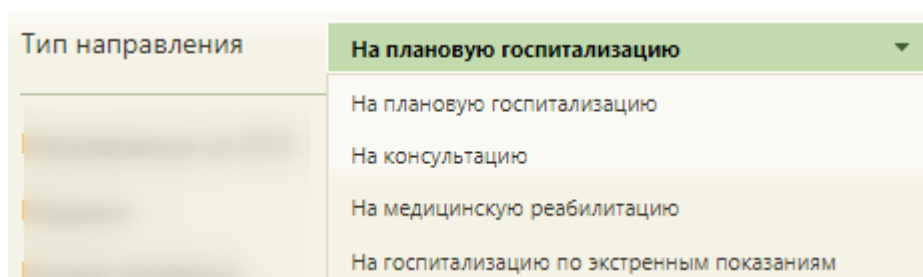 Тип направления
На плановую госпитализацию
На плановую госпитализацию
На консультацию
На медицинскую реабилитацию
На госпитализацию по экстренным показаниям